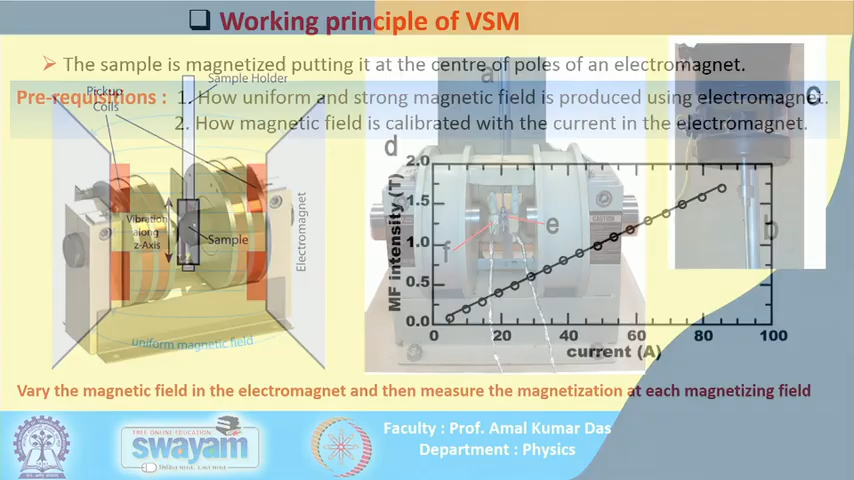 ❑ Working principle of VSM
➤ The sample is magnetized putting it at the centre of poles of an electromagnet.
Pre-requisitions : 1. How uniform and strong magnetic field is produced using electromagnet.
2. How magnetic field is calibrated with the current in the electromagnet.
Sample Holder
Pickup
Coils
Vibration
along
z-Axis
Sample
Electromagnet
uniform magnetic field
a
c
d
b
e
f
CAUTION
MF intensity (T)
2.0
1.5
1.0
0.5
0.0
0 20 40 60 80 100
current (A)
Vary the magnetic field in the electromagnet and then measure the magnetization at each magnetizing field
FREE ONLINE EDUCATION
swayam
Faculty : Prof. Amal Kumar Das
Department : Physics